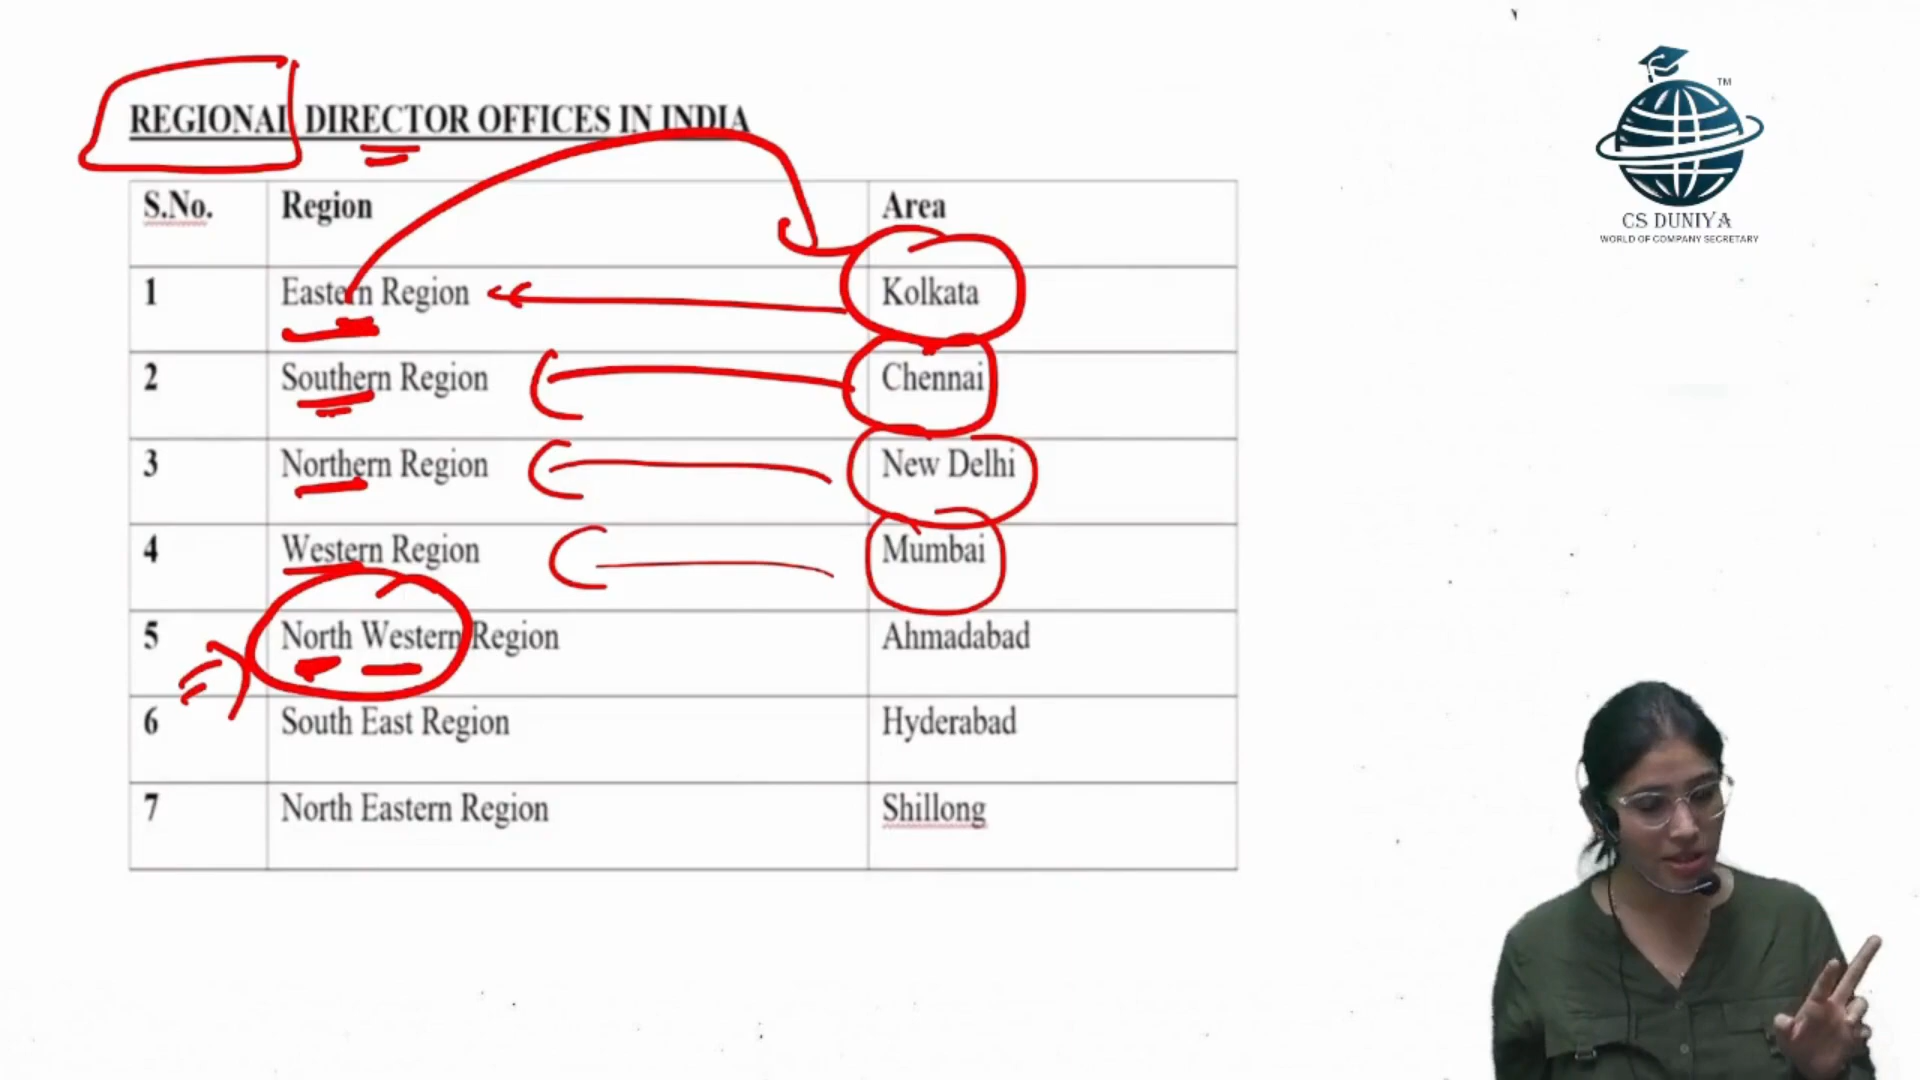 REGIONAL DIRECTOR OFFICES IN INDIA
S.No. Region Area
1 Eastern Region Kolkata
2 Southern Region Chennai
3 Northern Region New Delhi
4 Western Region Mumbai
5 North Western Region Ahmadabad
6 South East Region Hyderabad
7 North Eastern Region Shillong
TM
CS DUNIYA
WORLD OF COMPANY SECRETARY